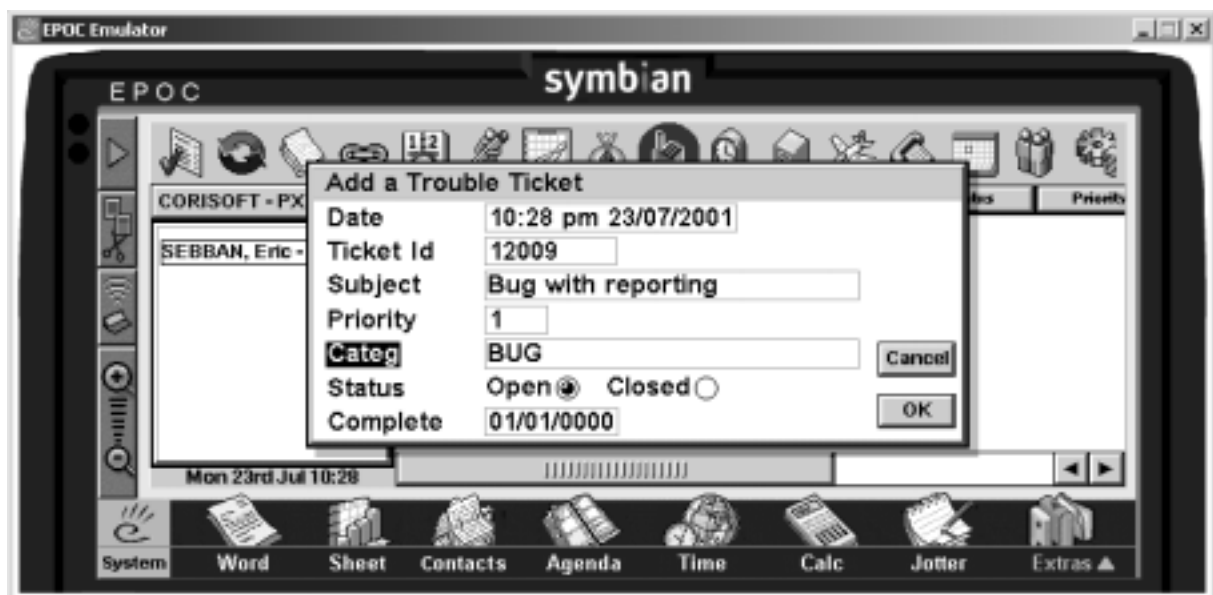 EPOC Emulator
symbian
EPOC
1 2
CORISOFT - PX
Priority
SEBBAN, Eric -
Add a Trouble Ticket
Date 10:28 pm 23/07/2001
Ticket Id 12009
Subject Bug with reporting
Priority 1
Categ BUG
Status Open Closed
Complete 01/01/0000
Cancel
OK
Mon 23rd Jul 10:28
System Word Sheet Contacts Agenda Time Calc Jotter Extras